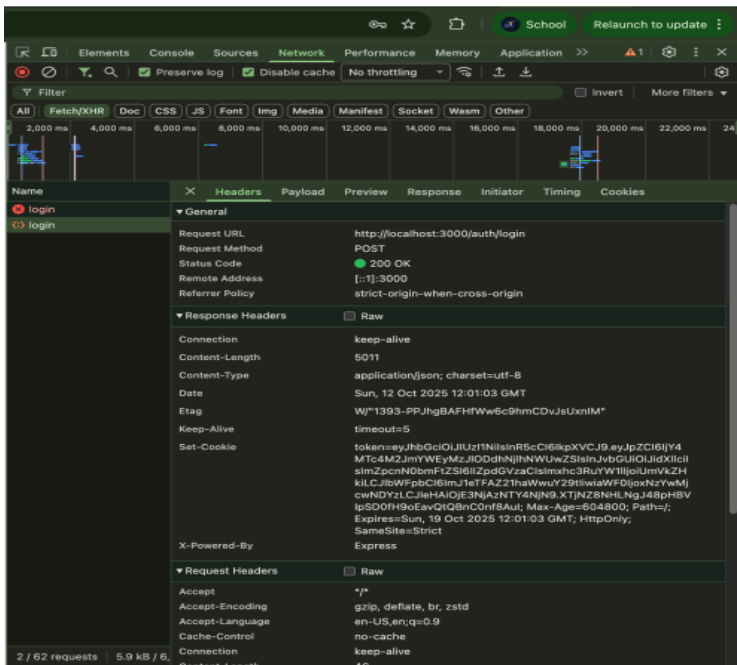 School
Relaunch to update
Elements Console Sources Network Performance Memory Application >> 1
Preserve log Disable cache No throttling
Filter Invert More filters
All Fetch/XHR Doc CSS JS Font Img Media Manifest Socket Wasm Other
2,000 ms 4,000 ms 6,000 ms 8,000 ms 10,000 ms 12,000 ms 14,000 ms 16,000 ms 18,000 ms 20,000 ms 22,000 ms 24
Name Headers Payload Preview Response Initiator Timing Cookies
login
login
General
Request URL http://localhost:3000/auth/login
Request Method POST
Status Code 200 OK
Remote Address [::1]:3000
Referrer Policy strict-origin-when-cross-origin
Response Headers Raw
Connection keep-alive
Content-Length 5011
Content-Type application/json; charset=utf-8
Date Sun, 12 Oct 2025 12:01:03 GMT
Etag
Keep-Alive timeout=5
Set-Cookie
Max-Age=604800; Path=/;
Expires=Sun, 19 Oct 2025 12:01:03 GMT; HttpOnly;
SameSite=Strict
X-Powered-By Express
Request Headers Raw
Accept */*
Accept-Encoding gzip, deflate, br, zstd
Accept-Language en-US,en;q=0.9
Cache-Control no-cache
Connection keep-alive
2 / 62 requests 5.9 kB / 6,